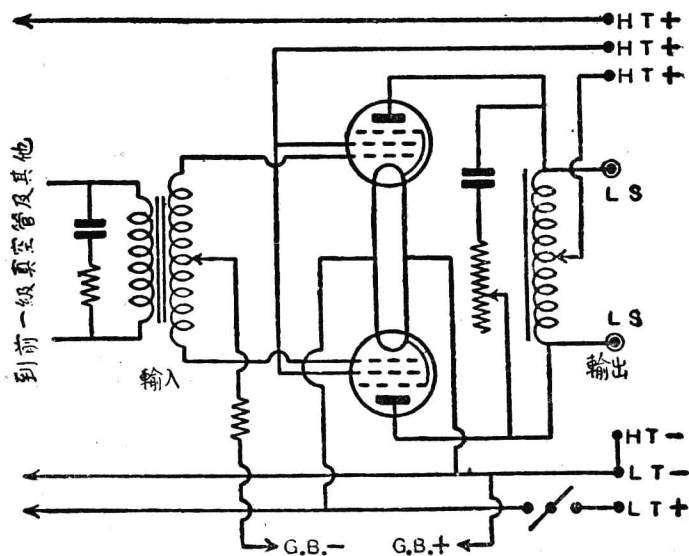 HT+
HT+
HT+
到前一級真空管及其他
LS
LS
輸入
輸出
HT-
LT-
LT+
G.B.-
G.B.+